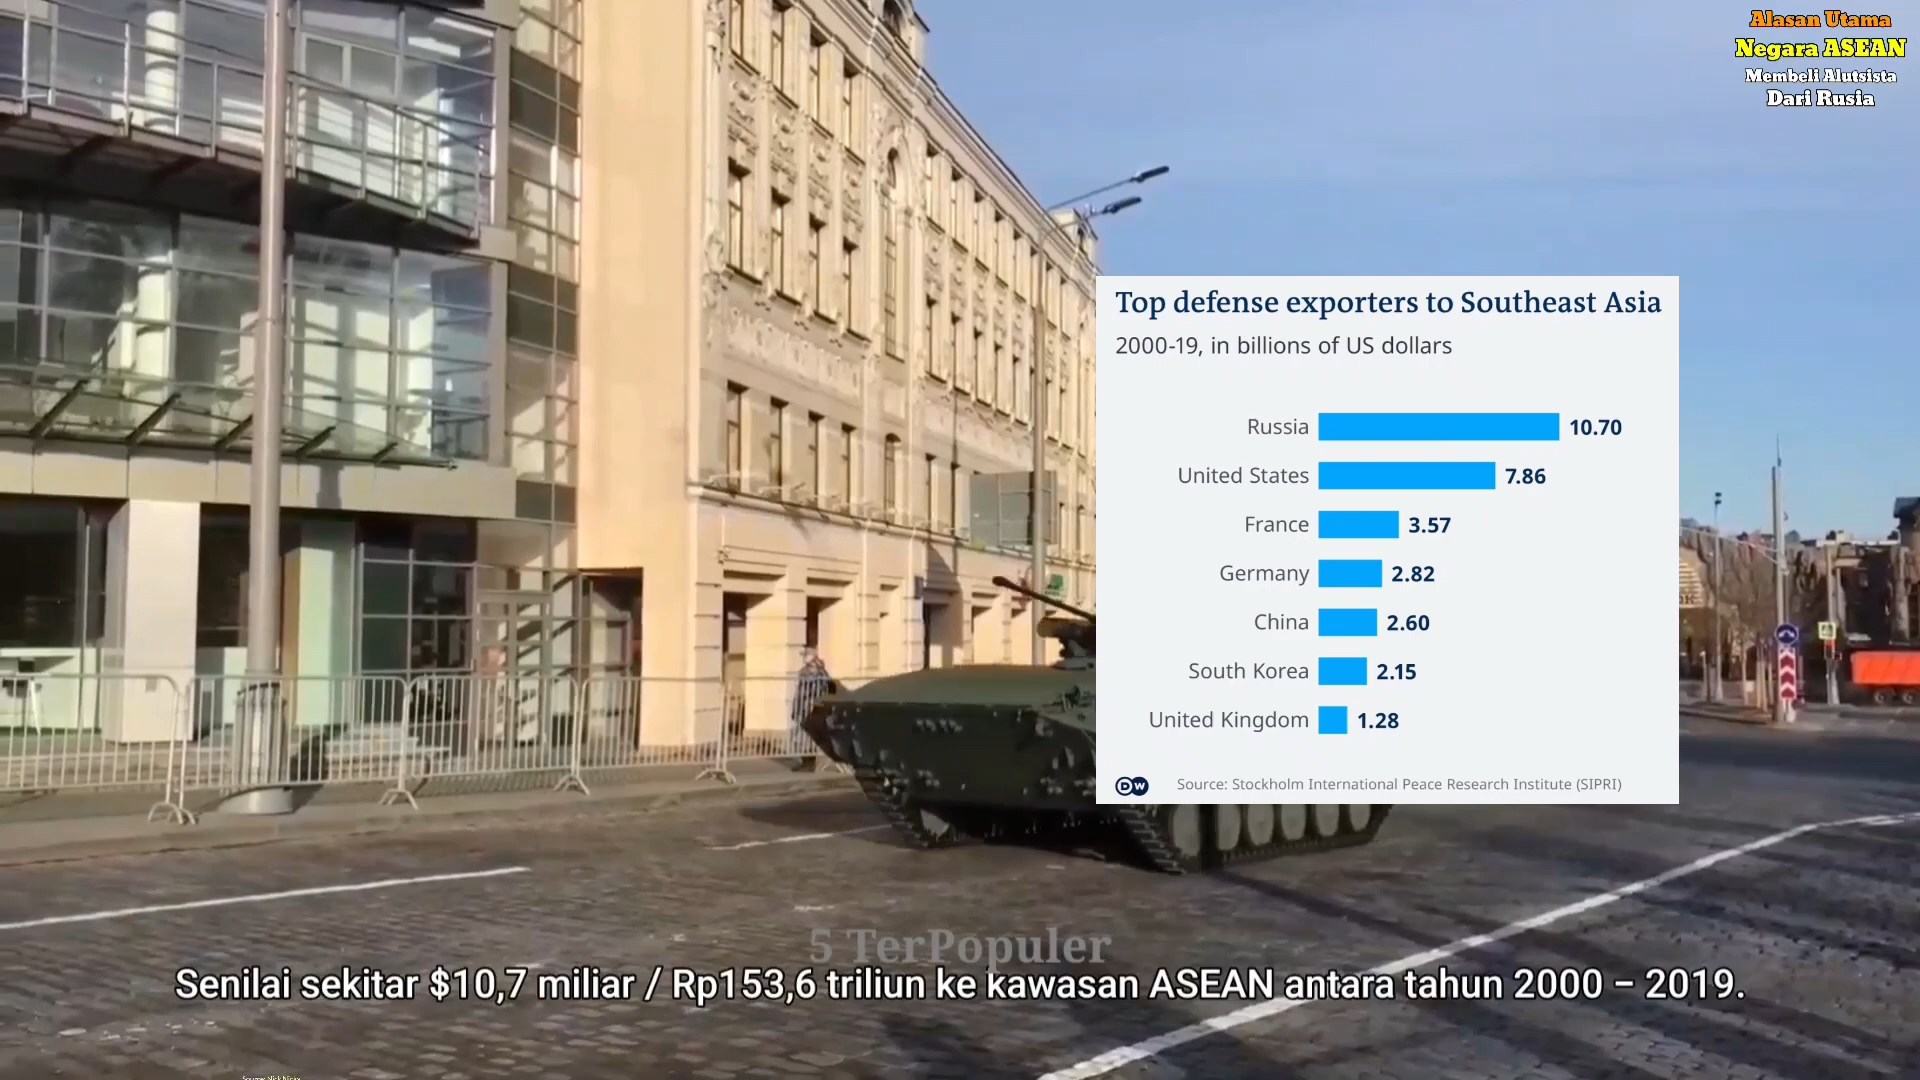 Alasan Utama
Negara ASEAN
Membeli Alutsista
Dari Rusia
Top defense exporters to Southeast Asia
2000-19, in billions of US dollars
Russia 10.70
United States 7.86
France 3.57
Germany 2.82
China 2.60
South Korea 2.15
United Kingdom 1.28
DW Source: Stockholm International Peace Research Institute (SIPRI)
5 TerPopuler
Senilai sekitar $10,7 miliar / Rp153,6 triliun ke kawasan ASEAN antara tahun 2000 – 2019.